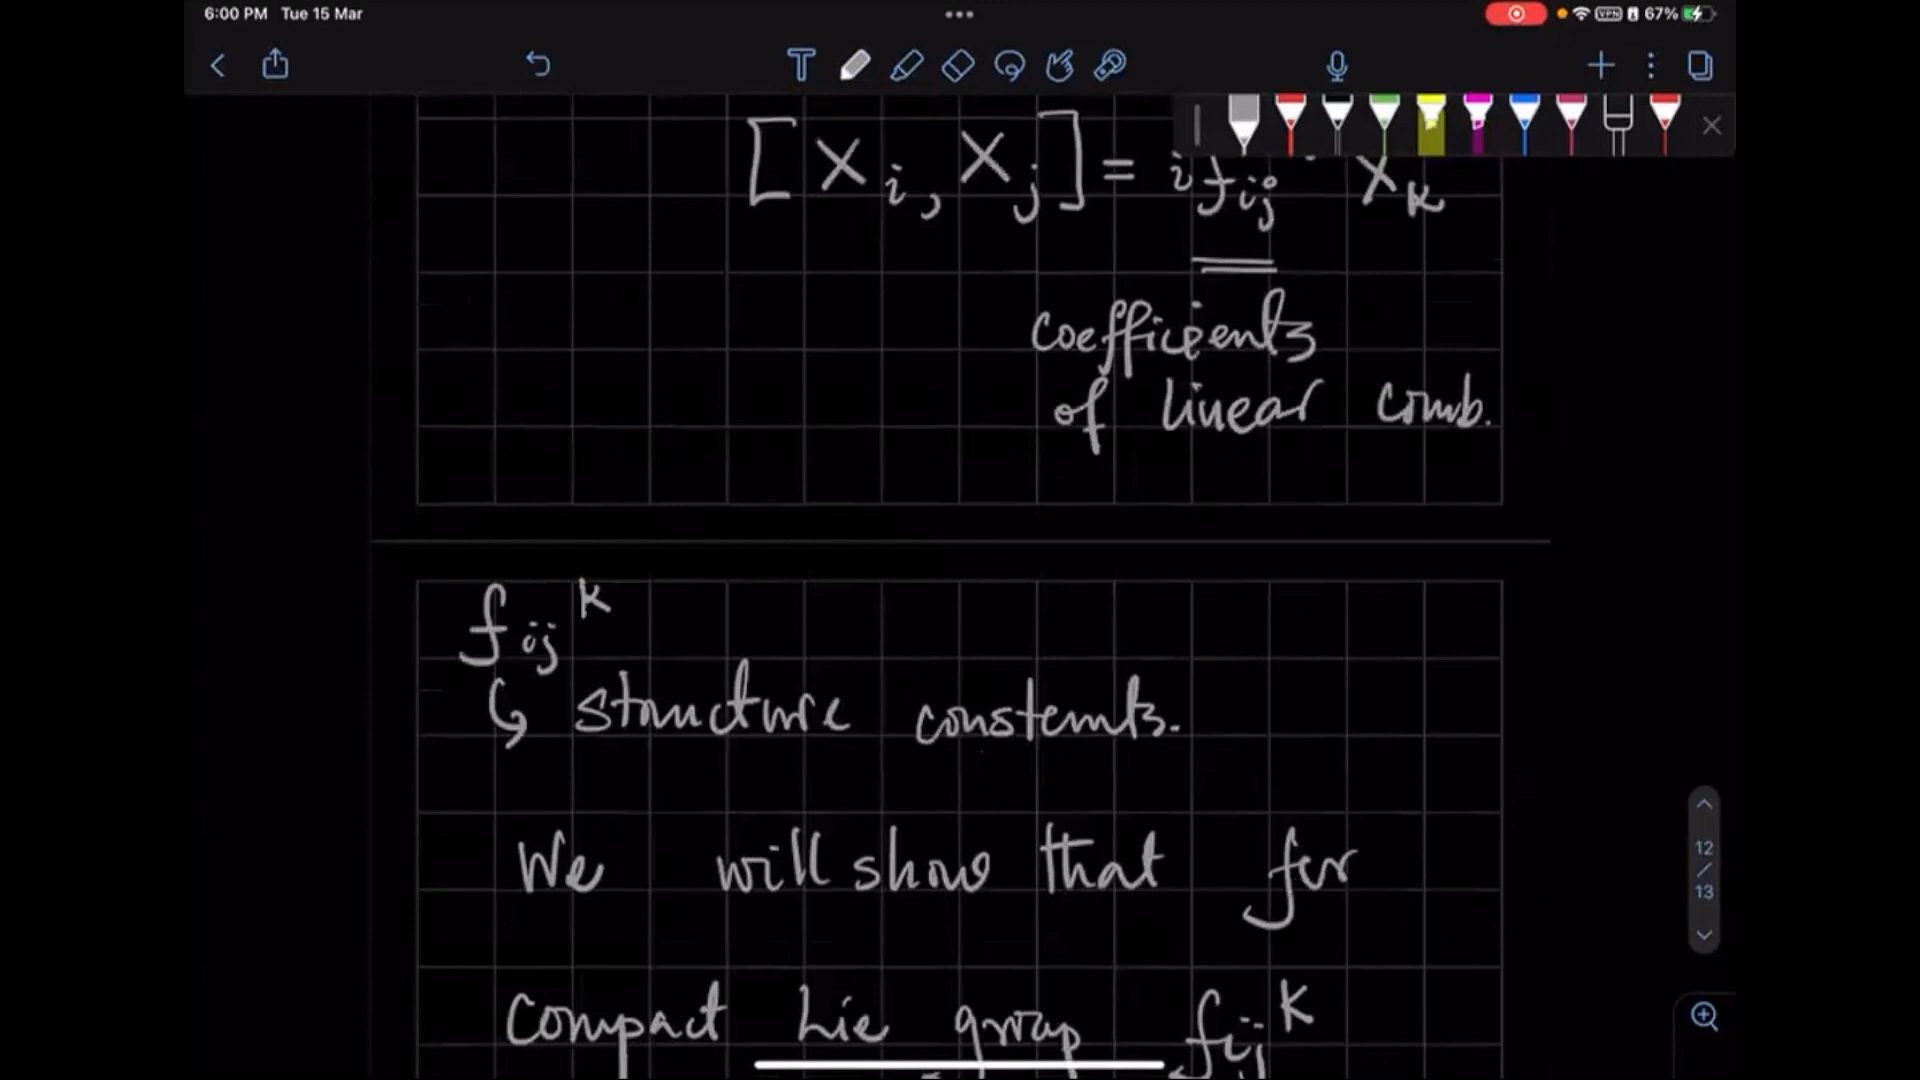 6:00 PM Tue 15 Mar
VPN 67%
T
[X_i, X_j] = i f_ij X_k
coefficients
of linear comb.
f_ij^k
↳ structure constants.
We will show that for
Compact Lie group f_ij^k
12
/
13